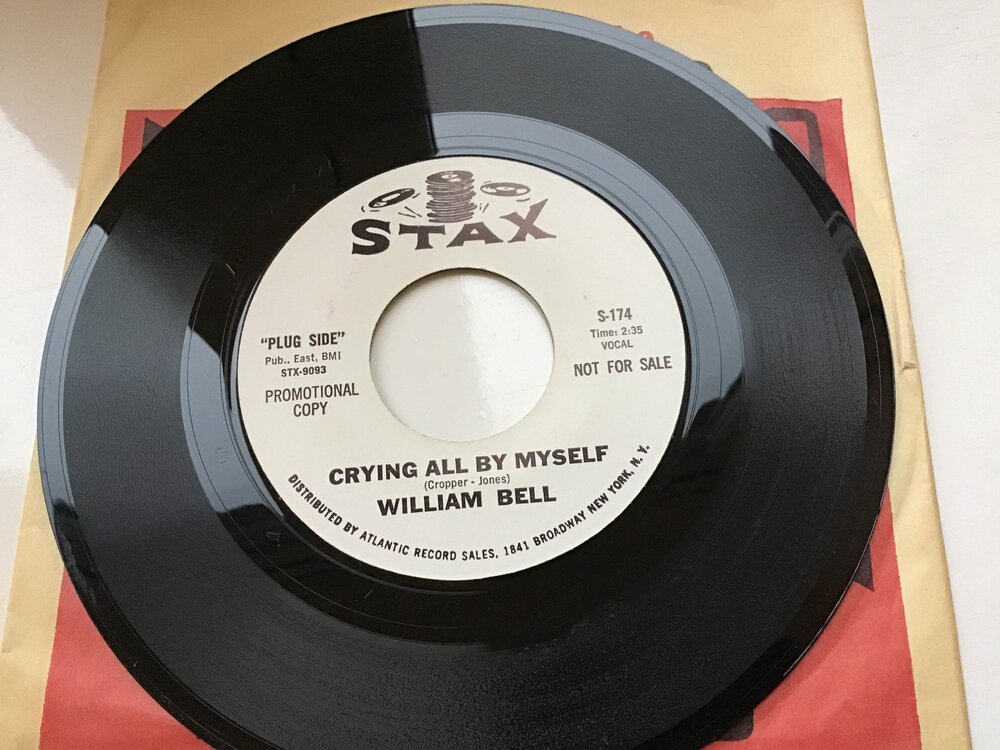 STAX
"PLUG SIDE"
Pub., East, BMI
STX-9093
PROMOTIONAL
COPY
S-174
Time: 2:35
VOCAL
NOT FOR SALE
CRYING ALL BY MYSELF
(Cropper - Jones)
WILLIAM BELL
DISTRIBUTED BY ATLANTIC RECORD SALES, 1841 BROADWAY NEW YORK, N. Y.